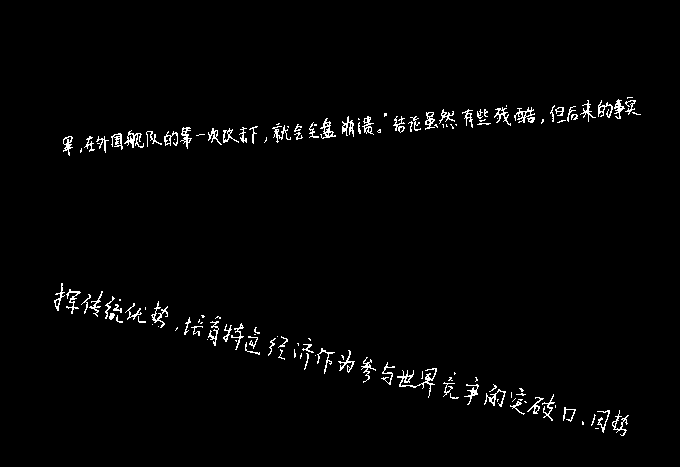 军,在外国舰队的第一次攻击下,就会全盘崩溃。"结论虽然有些残酷,但后来的事实
挥传统优势,培育特色经济作为参与世界竞争的突破口、因势